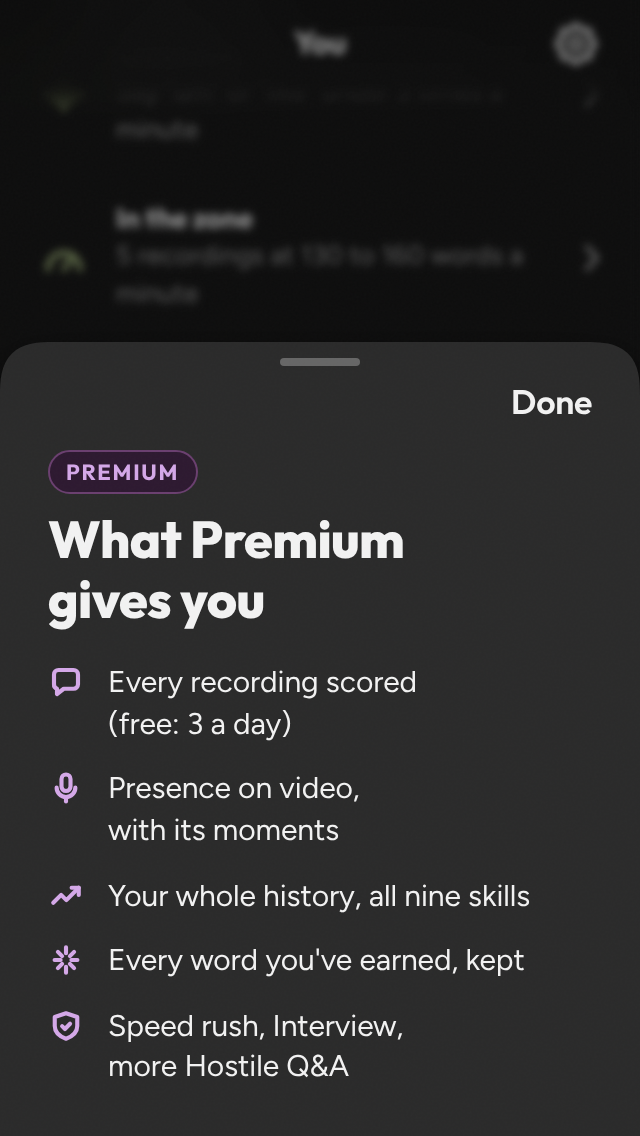 You
minute
In the zone
5 recordings at 130 to 160 words a
minute
Done
PREMIUM
What Premium
gives you
Every recording scored
(free: 3 a day)
Presence on video,
with its moments
Your whole history, all nine skills
Every word you've earned, kept
Speed rush, Interview,
more Hostile Q&A